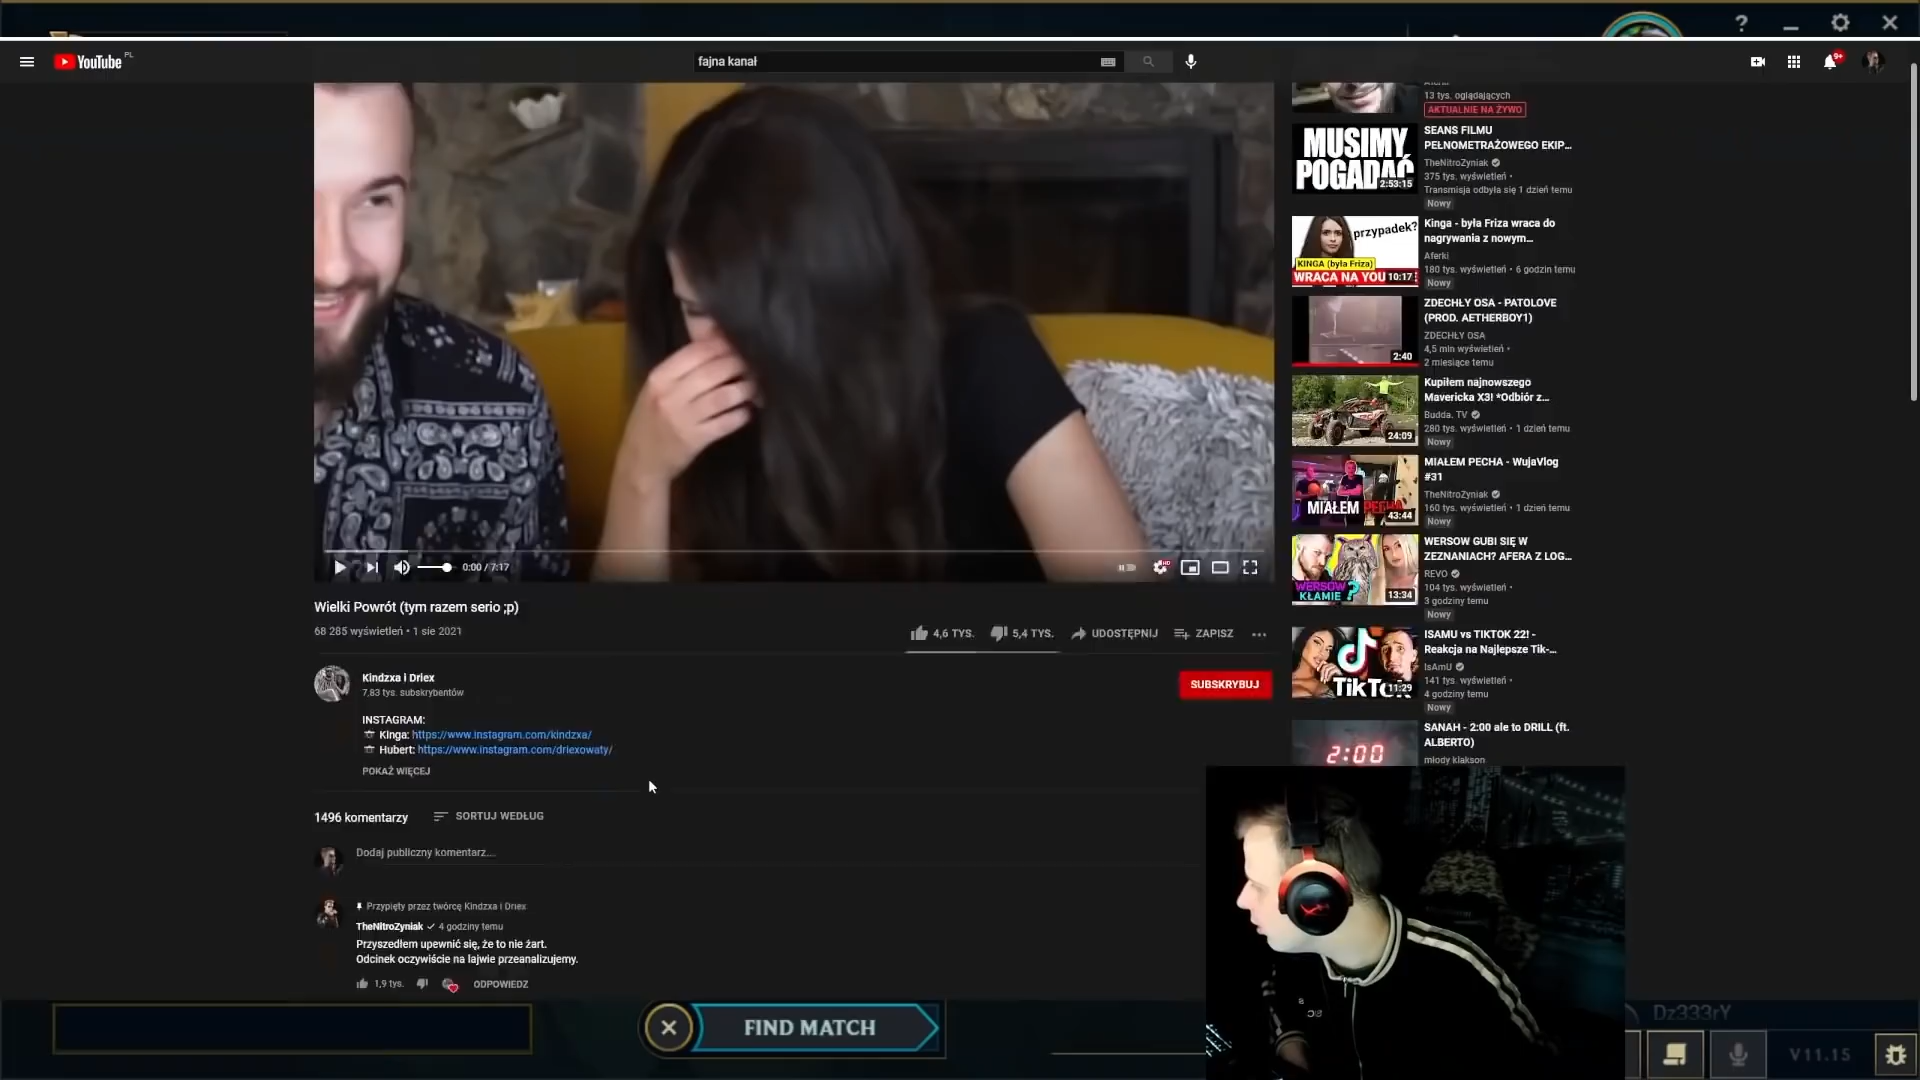 YouTube PL
fajna kanał
9+
13 tys. oglądających
AKTUALNIE NA ŻYWO
MUSIMY
POGADAĆ
2:53:15
SEANS FILMU
PEŁNOMETRAŻOWEGO EKIP...
TheNitroZyniak
375 tys. wyświetleń •
Transmisja odbyła się 1 dzień temu
Nowy
przypadek?
KINGA (była Friza)
WRACA NA YOU
10:17
Kinga - była Friza wraca do
nagrywania z nowym...
Aferki
180 tys. wyświetleń • 6 godzin temu
Nowy
2:40
ZDECHŁY OSA - PATOLOVE
(PROD. AETHERBOY1)
ZDECHŁY OSA
4,5 mln wyświetleń •
2 miesiące temu
24:09
Kupiłem najnowszego
Mavericka X3! *Odbiór z...
Budda. TV
280 tys. wyświetleń • 1 dzień temu
Nowy
MIAŁEM PECHA
43:44
MIAŁEM PECHA - WujaVlog
#31
TheNitroZyniak
160 tys. wyświetleń • 1 dzień temu
Nowy
WERSOW
KŁAMIE ?
13:34
WERSOW GUBI SIĘ W
ZEZNANIACH? AFERA Z LOG...
REVO
104 tys. wyświetleń •
3 godziny temu
Nowy
TikTok
11:29
ISAMU vs TIKTOK 22! -
Reakcja na Najlepsze Tik-...
IsAmU
141 tys. wyświetleń •
4 godziny temu
Nowy
2:00
SANAH - 2:00 ale to DRILL (ft.
ALBERTO)
młody klakson
0:00 / 7:17
HD
Wielki Powrót (tym razem serio ;p)
68 285 wyświetleń • 1 sie 2021
4,6 TYS.
5,4 TYS.
UDOSTĘPNIJ
ZAPISZ
Kindzxa i Driex
7,83 tys. subskrybentów
SUBSKRYBUJ
INSTAGRAM:
Kinga: https://www.instagram.com/kindzxa/
Hubert: https://www.instagram.com/driexowaty/
POKAŻ WIĘCEJ
1496 komentarzy
SORTUJ WEDŁUG
Dodaj publiczny komentarz...
Przypięty przez twórcę Kindzxa i Driex
TheNitroZyniak 4 godziny temu
Przyszedłem upewnić się, że to nie żart.
Odcinek oczywiście na lajwie przeanalizujemy.
1,9 tys.
ODPOWIEDZ
FIND MATCH
Dz333rY
V11.15